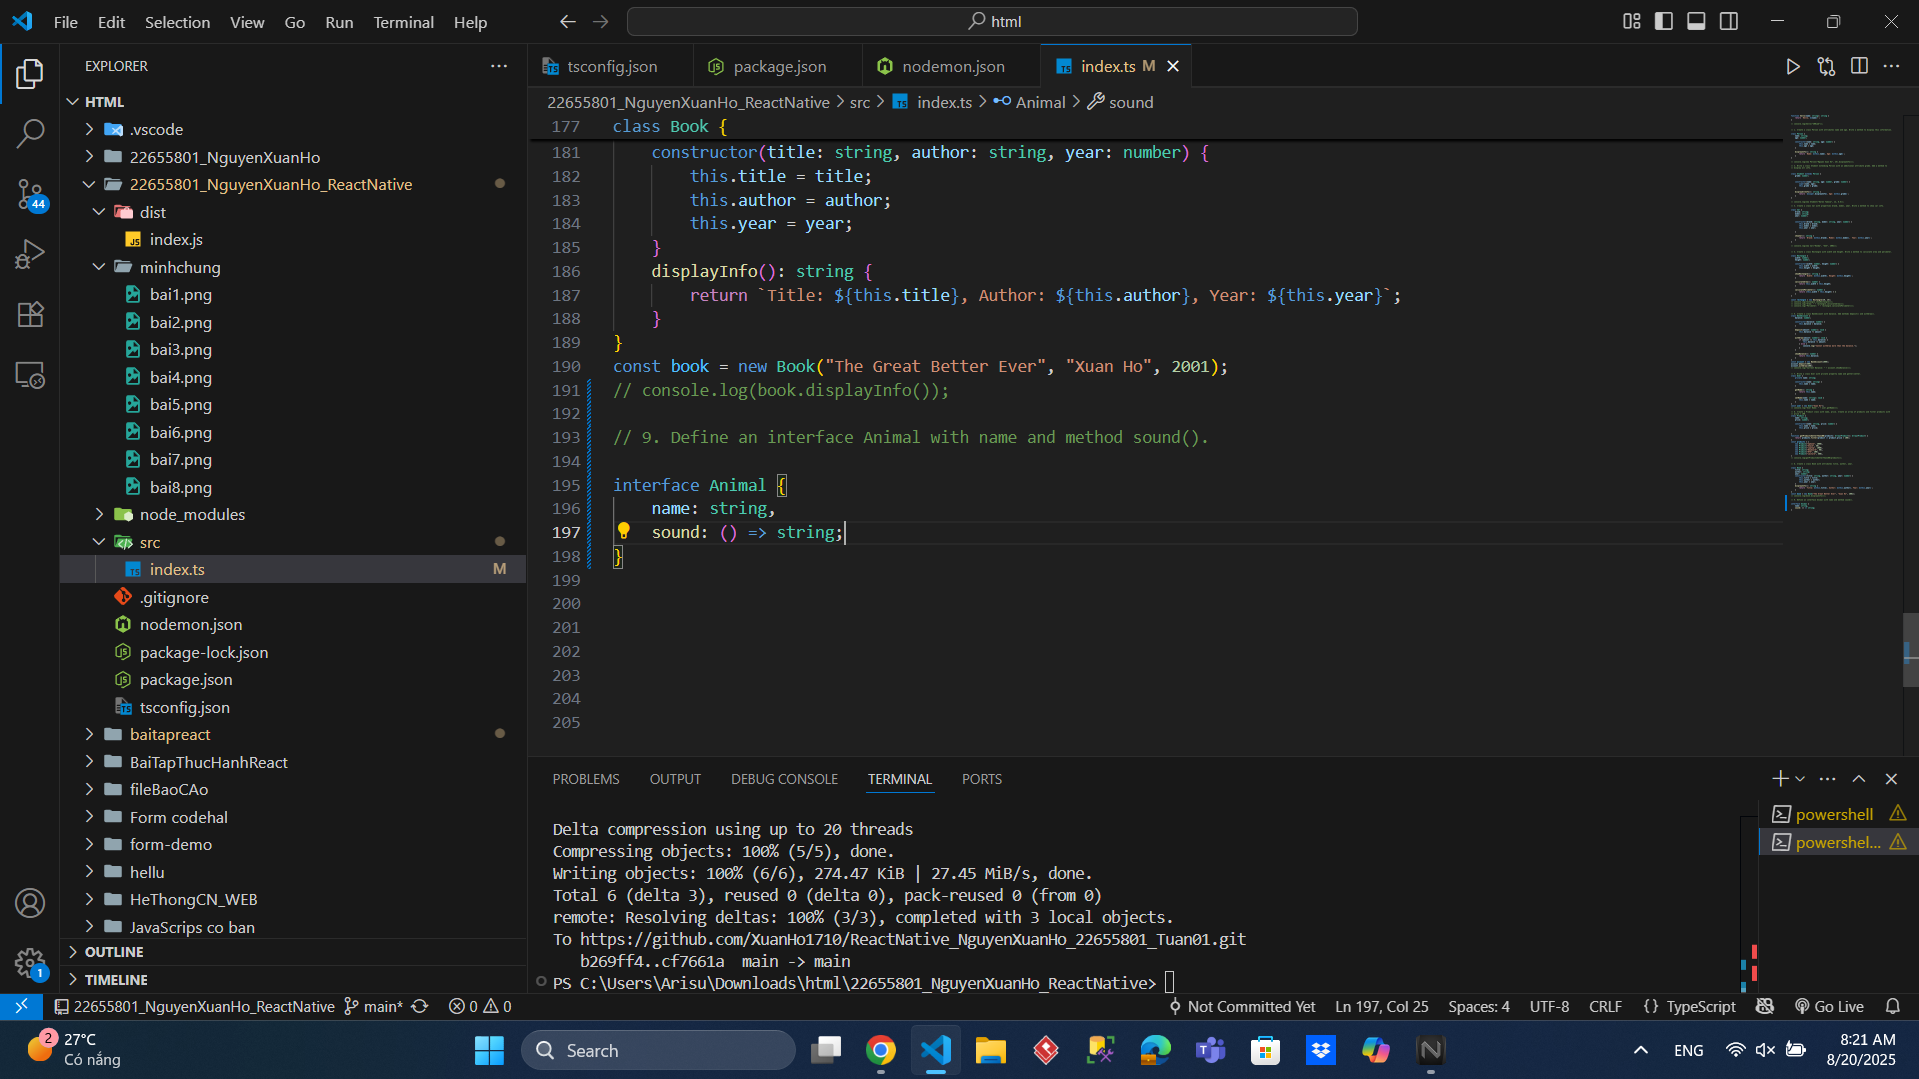 File Edit Selection View Go Run Terminal Help
html
EXPLORER
HTML
.vscode
22655801_NguyenXuanHo
22655801_NguyenXuanHo_ReactNative
dist
index.js
minhchung
bai1.png
bai2.png
bai3.png
bai4.png
bai5.png
bai6.png
bai7.png
bai8.png
node_modules
src
index.ts M
.gitignore
nodemon.json
package-lock.json
package.json
tsconfig.json
baitapreact
BaiTapThucHanhReact
fileBaoCAo
Form codehal
form-demo
hellu
HeThongCN_WEB
JavaScrips co ban
OUTLINE
TIMELINE
44
1
tsconfig.json package.json nodemon.json index.ts M
22655801_NguyenXuanHo_ReactNative > src > index.ts > Animal > sound
177 class Book {
181 constructor(title: string, author: string, year: number) {
182 this.title = title;
183 this.author = author;
184 this.year = year;
185 }
186 displayInfo(): string {
187 return `Title: ${this.title}, Author: ${this.author}, Year: ${this.year}`;
188 }
189 }
190 const book = new Book("The Great Better Ever", "Xuan Ho", 2001);
191 // console.log(book.displayInfo());
192
193 // 9. Define an interface Animal with name and method sound().
194
195 interface Animal {
196 name: string,
197 sound: () => string;
198 }
199
200
201
202
203
204
205
PROBLEMS OUTPUT DEBUG CONSOLE TERMINAL PORTS
Delta compression using up to 20 threads
Compressing objects: 100% (5/5), done.
Writing objects: 100% (6/6), 274.47 KiB | 27.45 MiB/s, done.
Total 6 (delta 3), reused 0 (delta 0), pack-reused 0 (from 0)
remote: Resolving deltas: 100% (3/3), completed with 3 local objects.
To https://github.com/XuanHo1710/ReactNative_NguyenXuanHo_22655801_Tuan01.git
b269ff4..cf7661a main -> main
PS C:\Users\Arisu\Downloads\html\22655801_NguyenXuanHo_ReactNative>
powershell
powershel...
22655801_NguyenXuanHo_ReactNative main* 0 0 Not Committed Yet Ln 197, Col 25 Spaces: 4 UTF-8 CRLF {} TypeScript Go Live
2
27°C
Có nắng
Search
ENG
8:21 AM
8/20/2025